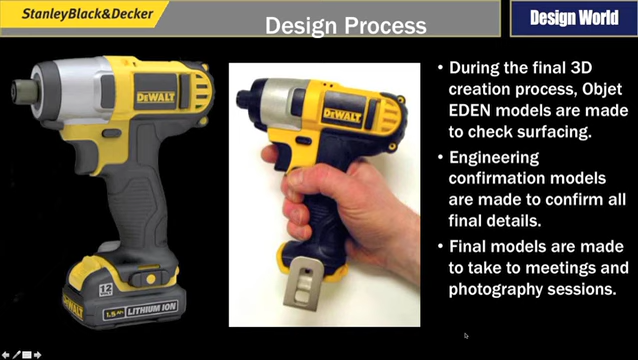 StanleyBlack&Decker
Design Process
Design World
DEWALT
DEWALT
12
1.5 Ah
LITHIUM ION
• During the final 3D
creation process, Objet
EDEN models are made
to check surfacing.
• Engineering
confirmation models
are made to confirm all
final details.
• Final models are made
to take to meetings and
photography sessions.